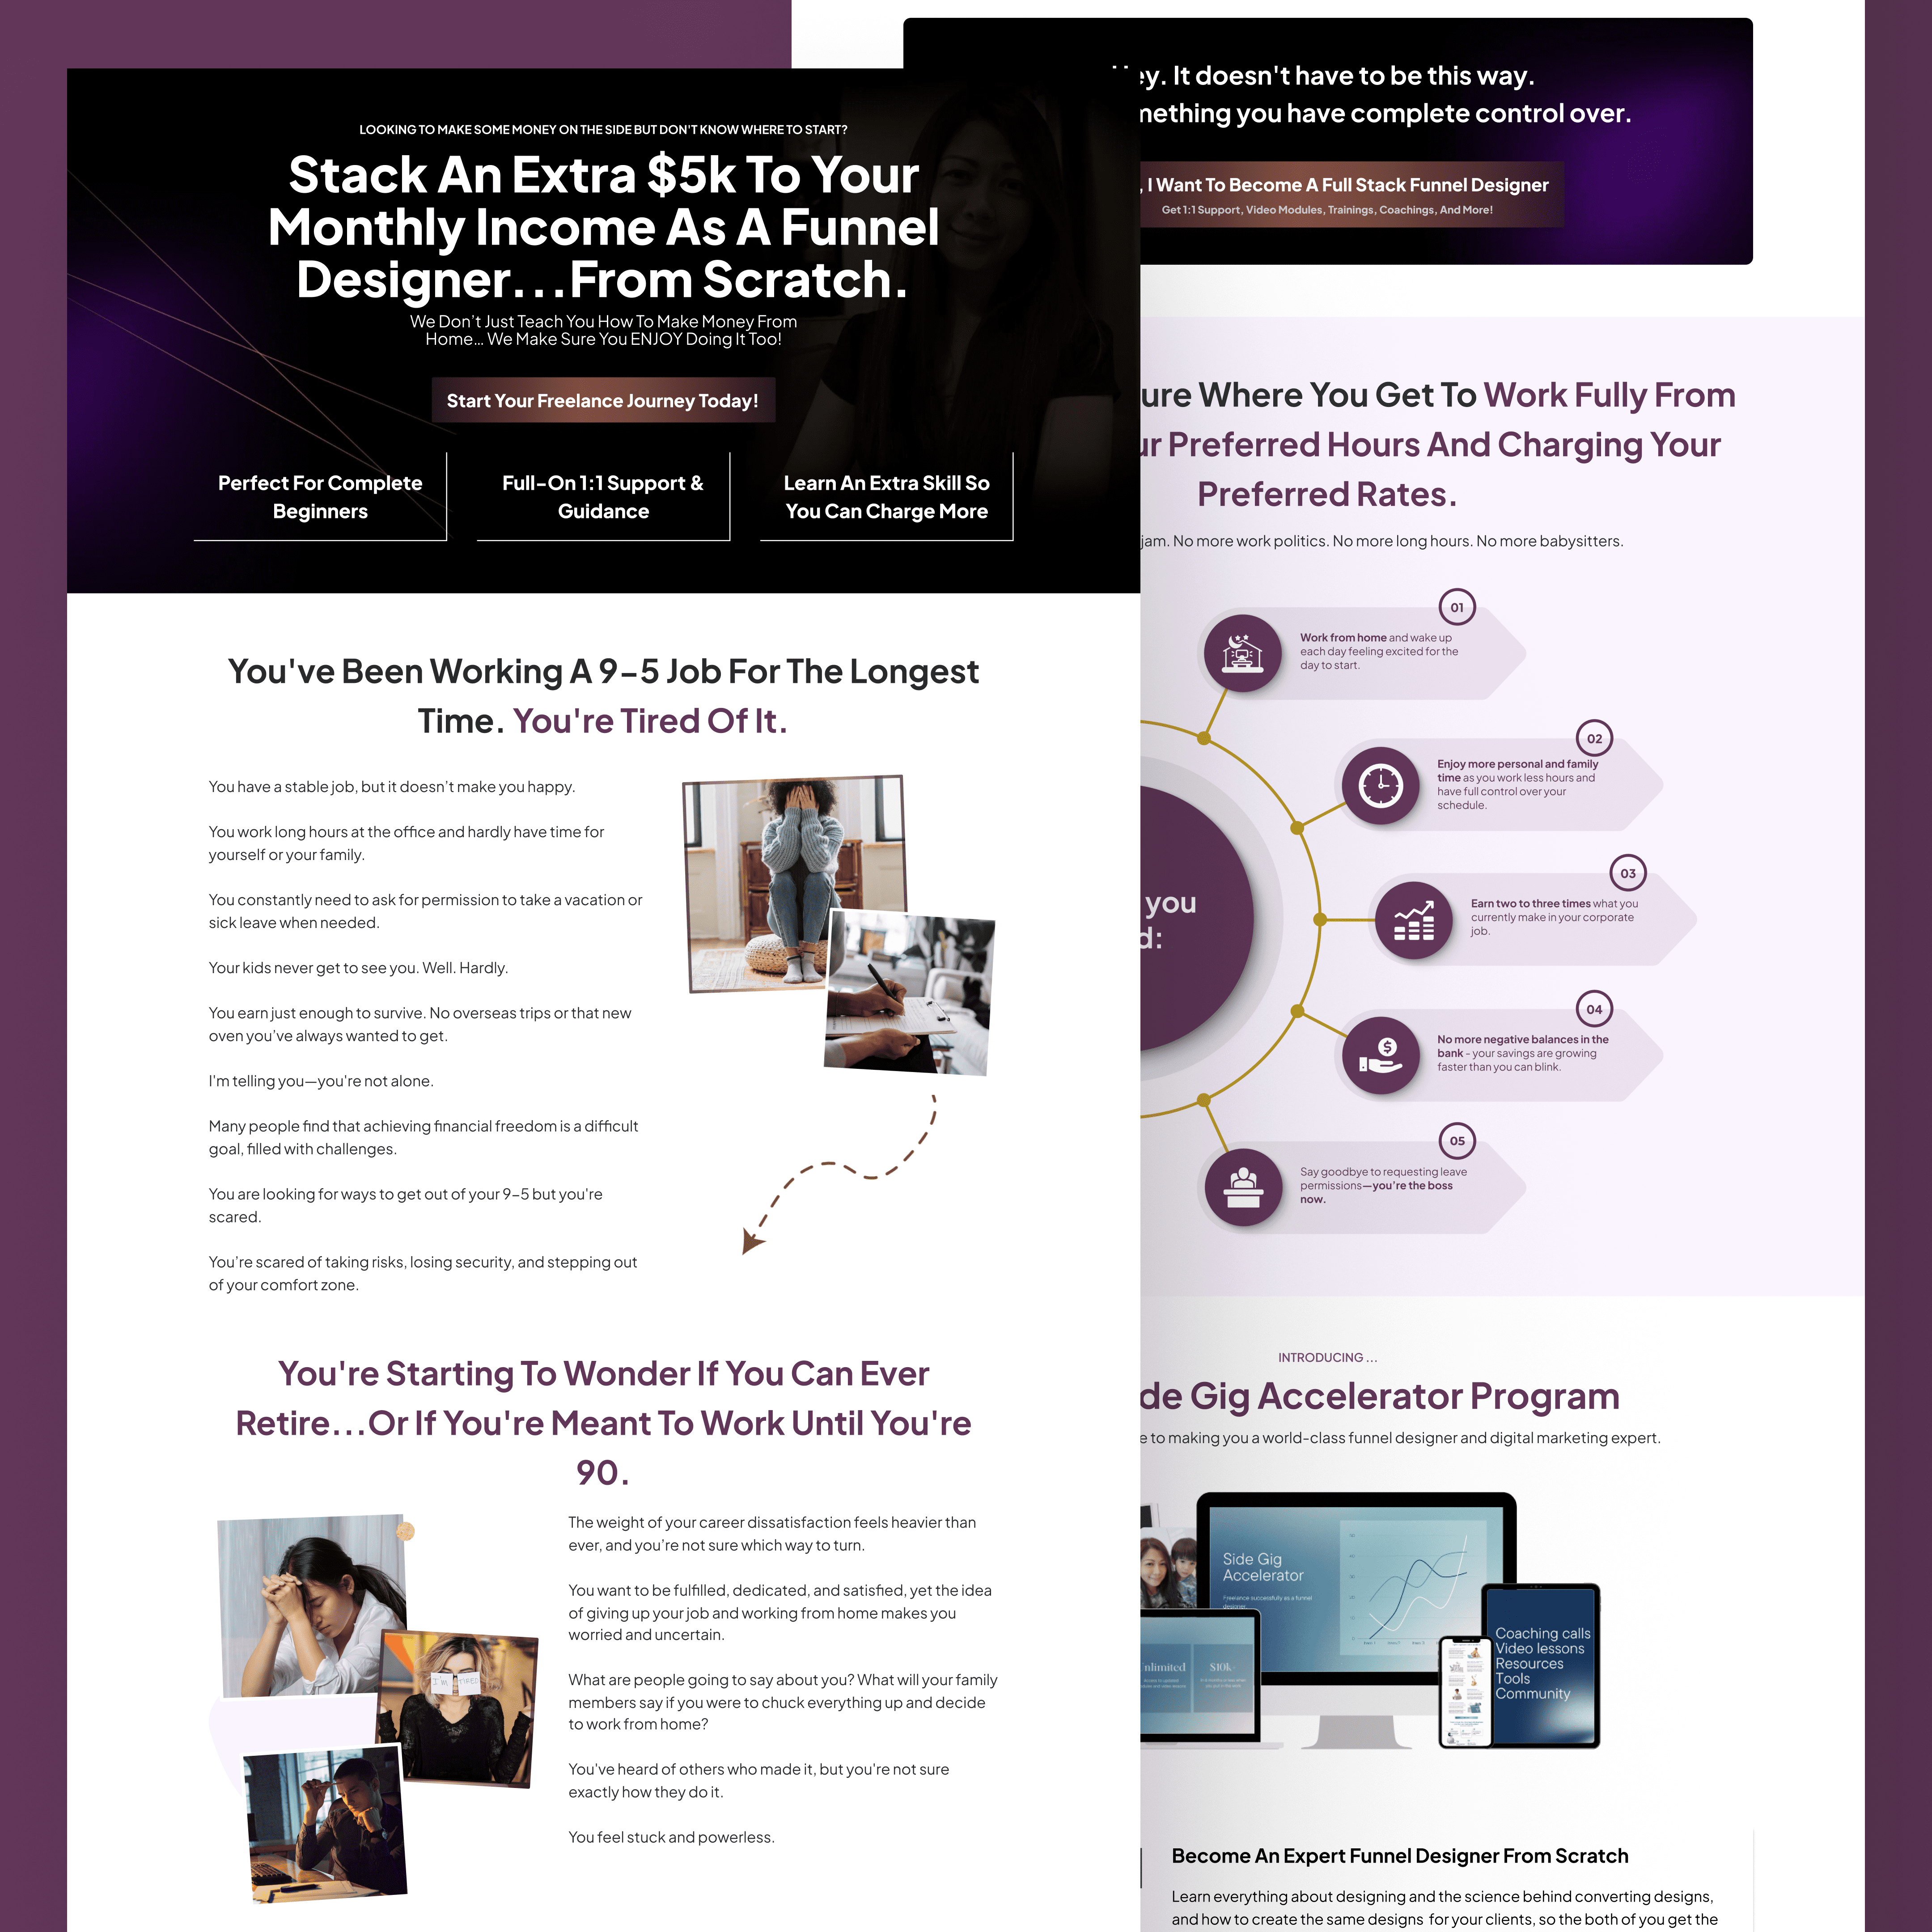 LOOKING TO MAKE SOME MONEY ON THE SIDE BUT DON'T KNOW WHERE TO START?
Stack An Extra $5k To Your
Monthly Income As A Funnel
Designer...From Scratch.
We Don't Just Teach You How To Make Money From
Home... We Make Sure You ENJOY Doing It Too!
Start Your Freelance Journey Today!
Perfect For Complete
Beginners
Full-On 1:1 Support &
Guidance
Learn An Extra Skill So
You Can Charge More
You've Been Working A 9-5 Job For The Longest
Time. You're Tired Of It.
You have a stable job, but it doesn't make you happy.
You work long hours at the office and hardly have time for
yourself or your family.
You constantly need to ask for permission to take a vacation or
sick leave when needed.
Your kids never get to see you. Well. Hardly.
You earn just enough to survive. No overseas trips or that new
oven you've always wanted to get.
I'm telling you—you're not alone.
Many people find that achieving financial freedom is a difficult
goal, filled with challenges.
You are looking for ways to get out of your 9-5 but you're
scared.
You're scared of taking risks, losing security, and stepping out
of your comfort zone.
You're Starting To Wonder If You Can Ever
Retire...Or If You're Meant To Work Until You're
90.
The weight of your career dissatisfaction feels heavier than
ever, and you're not sure which way to turn.
You want to be fulfilled, dedicated, and satisfied, yet the idea
of giving up your job and working from home makes you
worried and uncertain.
What are people going to say about you? What will your family
members say if you were to chuck everything up and decide
to work from home?
You've heard of others who made it, but you're not sure
exactly how they do it.
You feel stuck and powerless.
I'M TIRED
ey. It doesn't have to be this way.
mething you have complete control over.
, I Want To Become A Full Stack Funnel Designer
Get 1:1 Support, Video Modules, Trainings, Coachings, And More!
ure Where You Get To Work Fully From
ur Preferred Hours And Charging Your
Preferred Rates.
jam. No more work politics. No more long hours. No more babysitters.
you
d:
01
Work from home and wake up
each day feeling excited for the
day to start.
02
Enjoy more personal and family
time as you work less hours and
have full control over your
schedule.
03
Earn two to three times what you
currently make in your corporate
job.
04
No more negative balances in the
bank - your savings are growing
faster than you can blink.
05
Say goodbye to requesting leave
permissions—you're the boss
now.
INTRODUCING ...
de Gig Accelerator Program
e to making you a world-class funnel designer and digital marketing expert.
Side Gig
Accelerator
Freelance successfully as a funnel
designer
nlimited
$10k+
Coaching calls
Video lessons
Resources
Tools
Community
Become An Expert Funnel Designer From Scratch
Learn everything about designing and the science behind converting designs,
and how to create the same designs for your clients, so the both of you get the